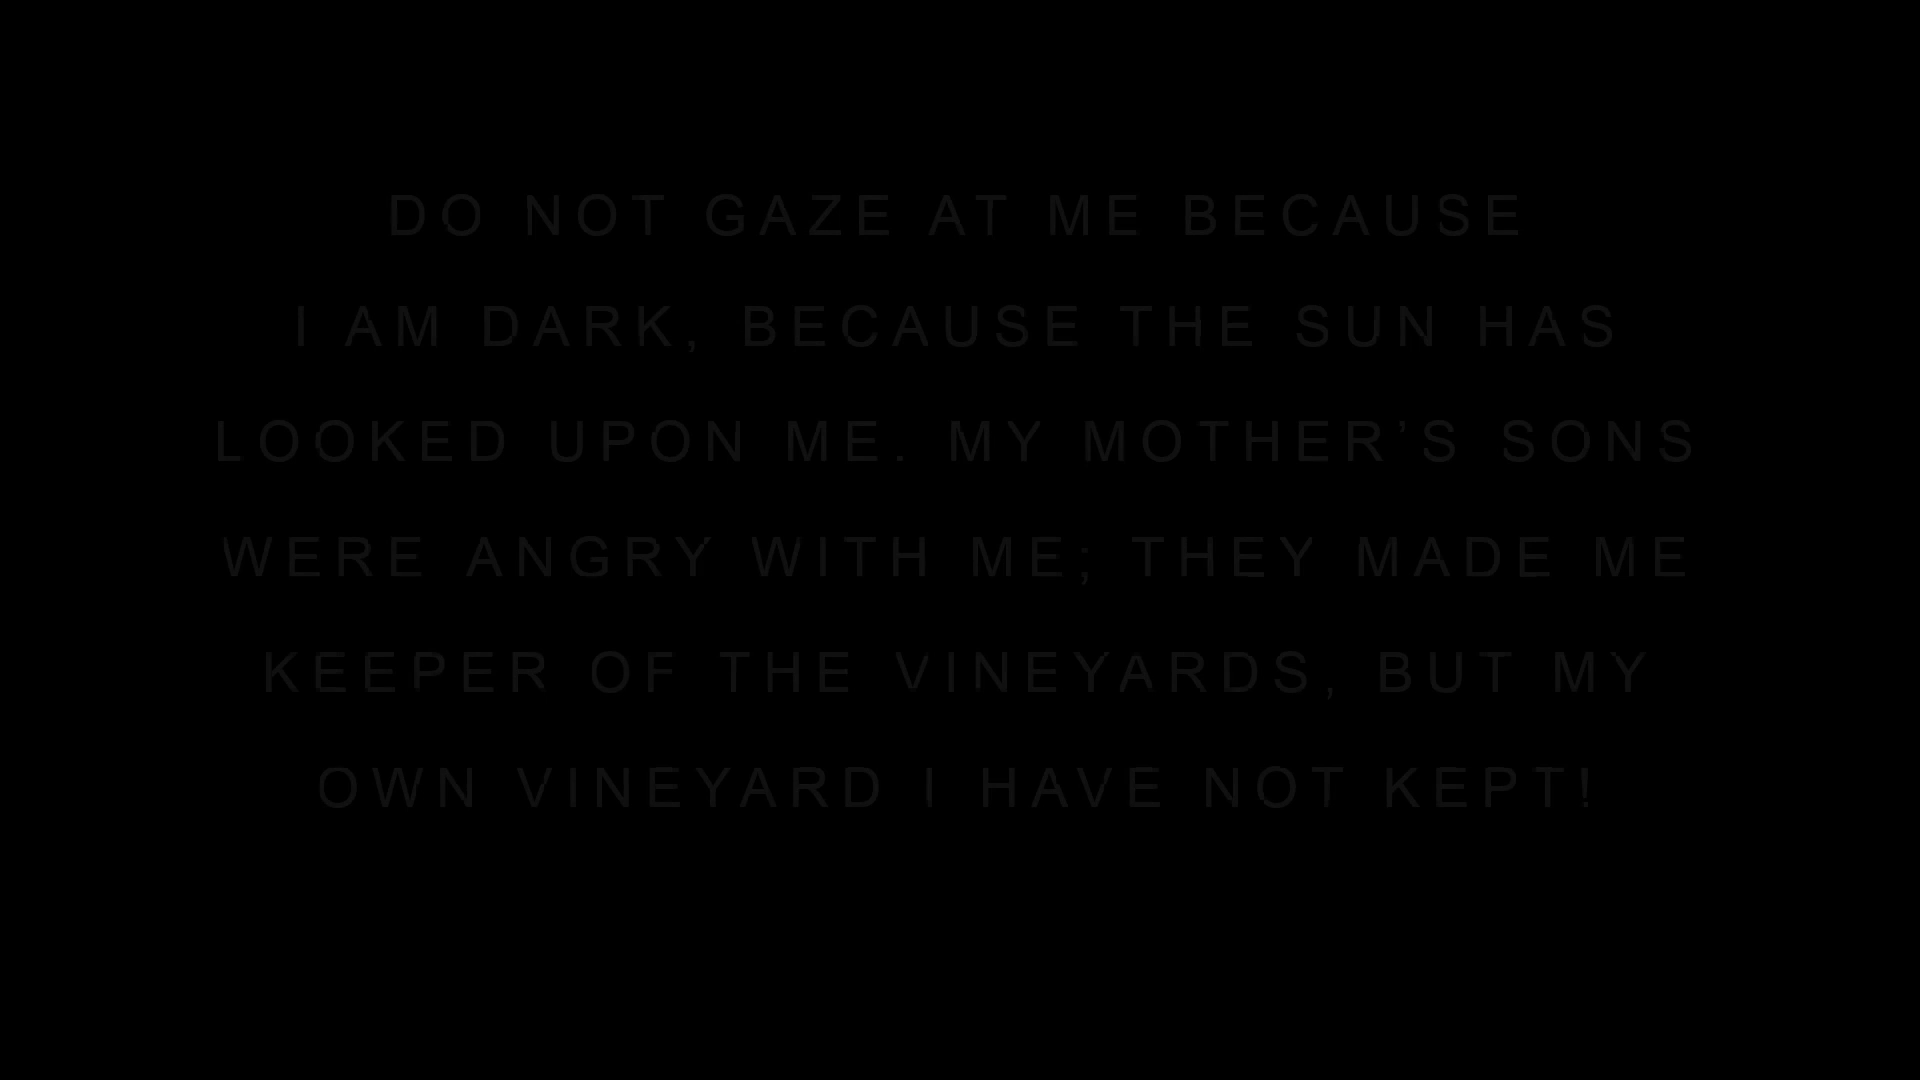 DO NOT GAZE AT ME BECAUSE
I AM DARK, BECAUSE THE SUN HAS
LOOKED UPON ME. MY MOTHER’S SONS
WERE ANGRY WITH ME; THEY MADE ME
KEEPER OF THE VINEYARDS, BUT MY
OWN VINEYARD I HAVE NOT KEPT!